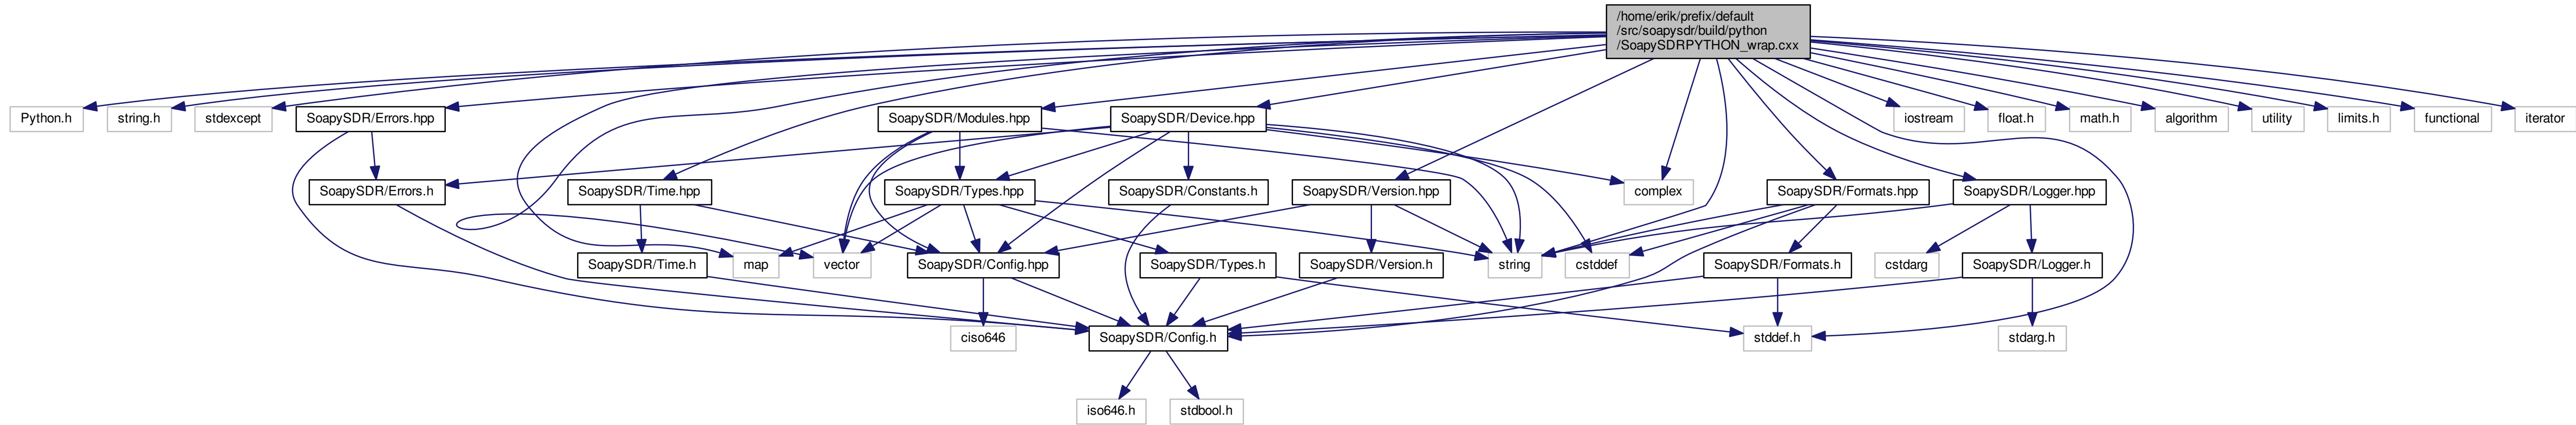 /home/erik/prefix/default
/src/soapysdr/build/python
/SoapySDRPYTHON_wrap.cxx
Python.h
string.h
stdexcept
SoapySDR/Errors.hpp
SoapySDR/Modules.hpp
SoapySDR/Device.hpp
iostream
float.h
math.h
algorithm
utility
limits.h
functional
iterator
SoapySDR/Errors.h
SoapySDR/Time.hpp
SoapySDR/Types.hpp
SoapySDR/Constants.h
SoapySDR/Version.hpp
complex
SoapySDR/Formats.hpp
SoapySDR/Logger.hpp
SoapySDR/Time.h
map
vector
SoapySDR/Config.hpp
SoapySDR/Types.h
SoapySDR/Version.h
string
cstddef
SoapySDR/Formats.h
cstdarg
SoapySDR/Logger.h
ciso646
SoapySDR/Config.h
stddef.h
stdarg.h
iso646.h
stdbool.h